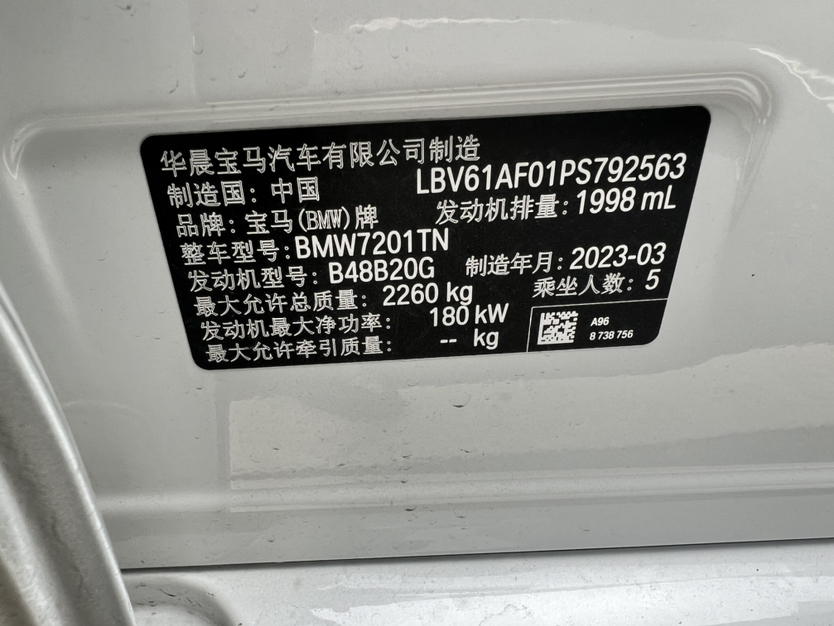 华晨宝马汽车有限公司制造
制造国：中国 LBV61AF01PS792563
品牌：宝马(BMW)牌 发动机排量：1998 mL
整车型号：BMW7201TN
发动机型号：B48B20G 制造年月：2023-03
最大允许总质量：2260 kg 乘坐人数：5
发动机最大净功率：180 kW
最大允许牵引质量：-- kg
A96
8 738 756